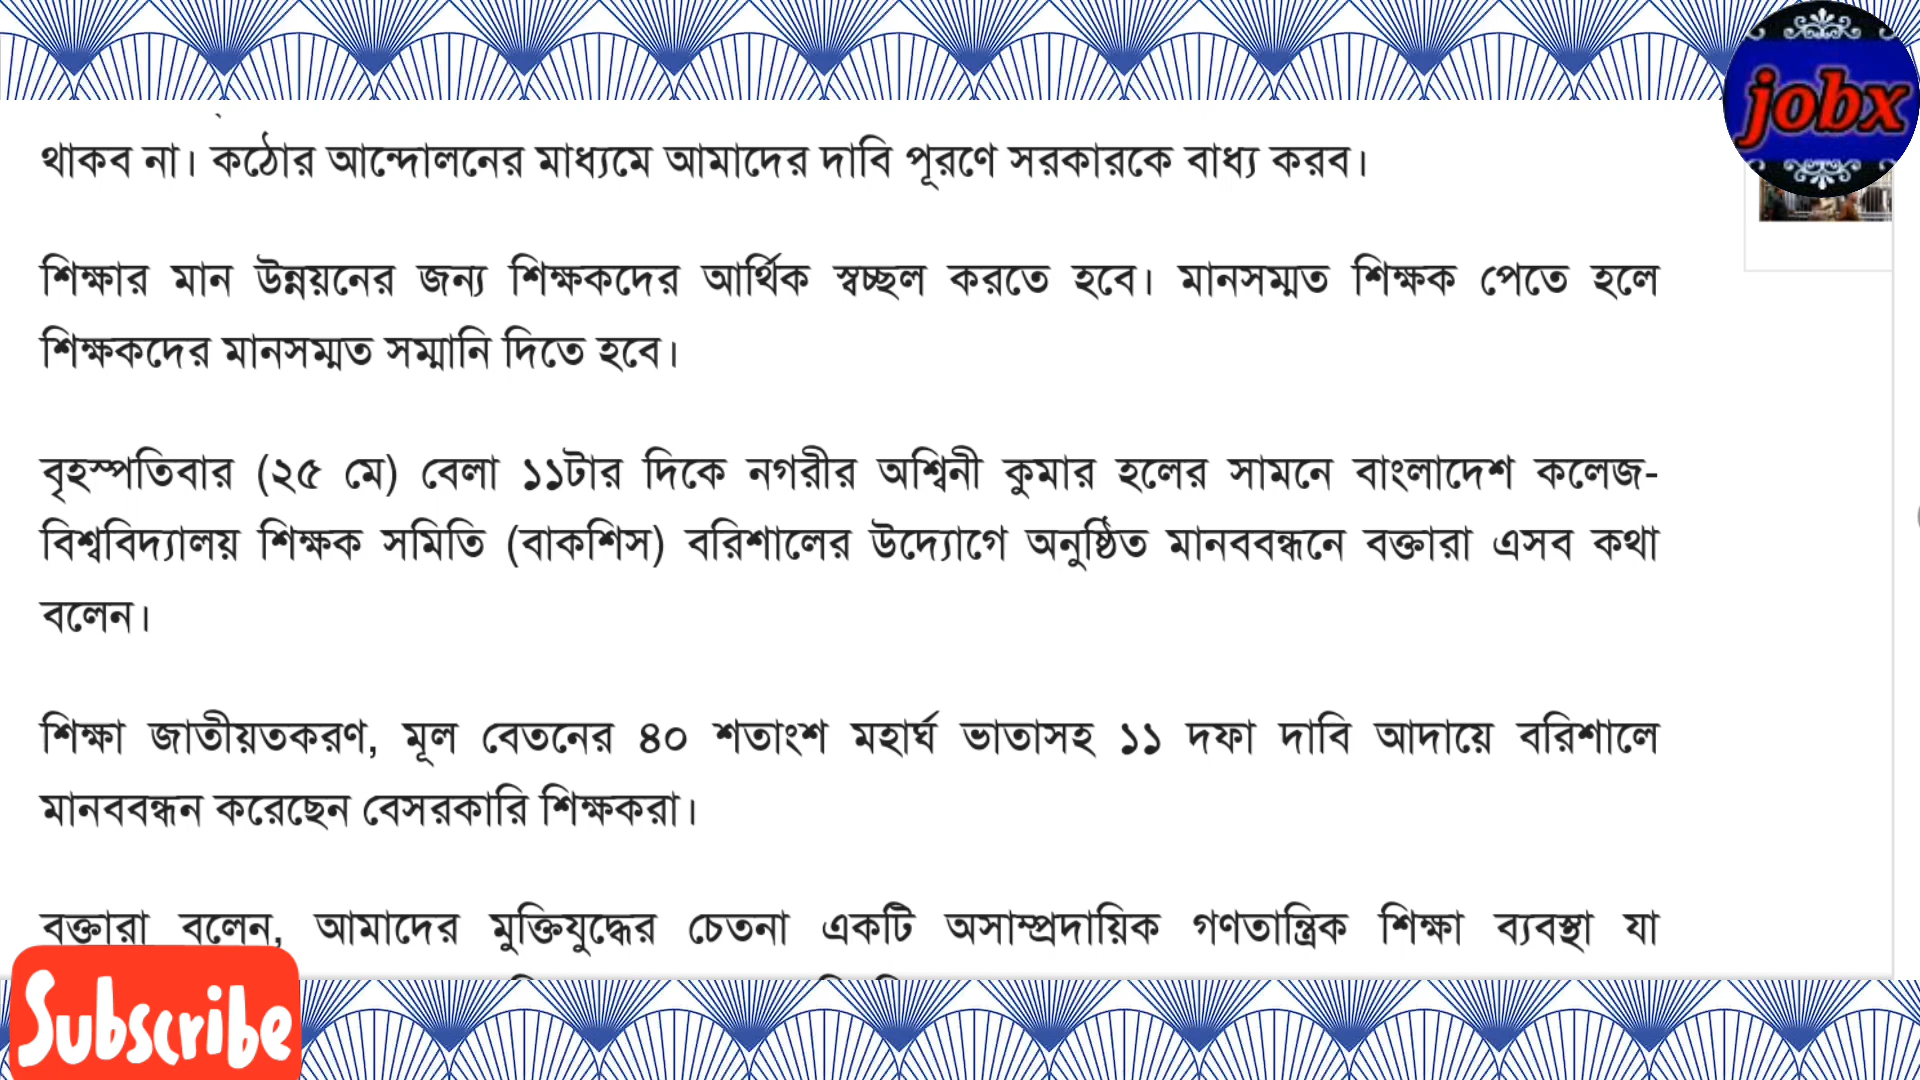 jobx
থাকব না। কঠোর আন্দোলনের মাধ্যমে আমাদের দাবি পূরণে সরকারকে বাধ্য করব।
শিক্ষার মান উন্নয়নের জন্য শিক্ষকদের আর্থিক স্বচ্ছল করতে হবে। মানসম্মত শিক্ষক পেতে হলে
শিক্ষকদের মানসম্মত সম্মানি দিতে হবে।
বৃহস্পতিবার (২৫ মে) বেলা ১১টার দিকে নগরীর অশ্বিনী কুমার হলের সামনে বাংলাদেশ কলেজ-
বিশ্ববিদ্যালয় শিক্ষক সমিতি (বাকশিস) বরিশালের উদ্যোগে অনুষ্ঠিত মানববন্ধনে বক্তারা এসব কথা
বলেন।
শিক্ষা জাতীয়তকরণ, মূল বেতনের ৪০ শতাংশ মহার্ঘ ভাতাসহ ১১ দফা দাবি আদায়ে বরিশালে
মানববন্ধন করেছেন বেসরকারি শিক্ষকরা।
বক্তারা বলেন, আমাদের মুক্তিযুদ্ধের চেতনা একটি অসাম্প্রদায়িক গণতান্ত্রিক শিক্ষা ব্যবস্থা যা
Subscribe